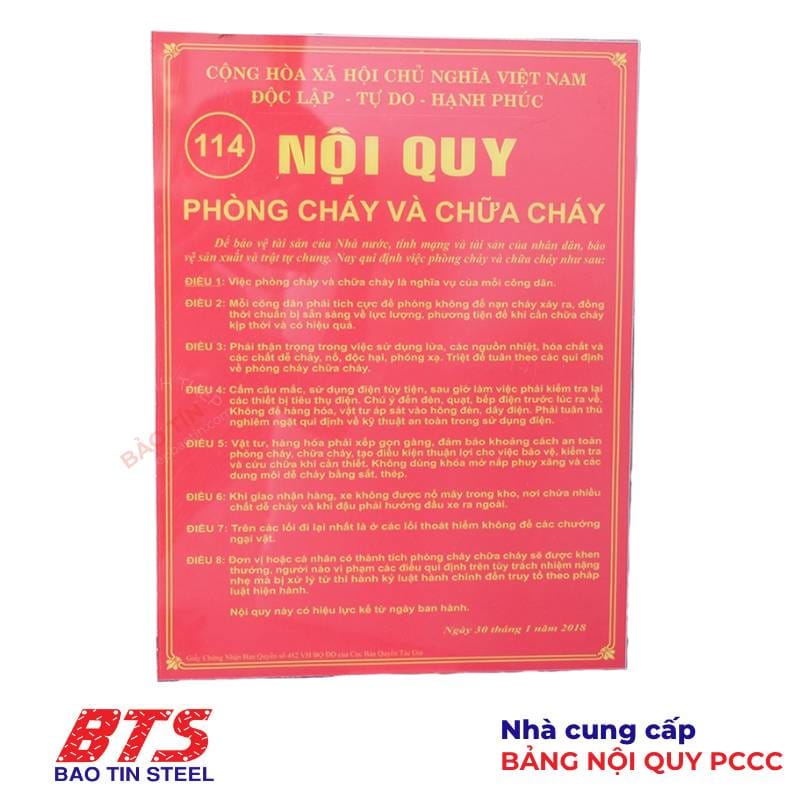 CỘNG HÒA XÃ HỘI CHỦ NGHĨA VIỆT NAM
ĐỘC LẬP - TỰ DO - HẠNH PHÚC
114
NỘI QUY
PHÒNG CHÁY VÀ CHỮA CHÁY
Để bảo vệ tài sản của Nhà nước, tính mạng và tài sản của nhân dân, bảo
vệ sản xuất và trật tự chung. Nay qui định việc phòng cháy và chữa cháy như sau:
ĐIỀU 1: Việc phòng cháy và chữa cháy là nghĩa vụ của mỗi công dân.
ĐIỀU 2: Mỗi công dân phải tích cực đề phòng không để nạn cháy xảy ra, đồng
thời chuẩn bị sẵn sàng về lực lượng, phương tiện để khi cần chữa cháy
kịp thời và có hiệu quả.
ĐIỀU 3: Phải thận trọng trong việc sử dụng lửa, các nguồn nhiệt, hóa chất và
các chất dễ cháy, nổ, độc hại, phóng xạ. Triệt để tuân theo các qui định
về phòng cháy chữa cháy.
ĐIỀU 4: Cấm câu mắc, sử dụng điện tùy tiện, sau giờ làm việc phải kiểm tra lại
các thiết bị tiêu thụ điện. Chú ý đến đèn, quạt, bếp điện trước lúc ra về.
Không để hàng hóa, vật tư áp sát vào hông đèn, dây điện. Phải tuân thủ
nghiêm ngặt qui định về kỹ thuật an toàn trong sử dụng điện.
ĐIỀU 5: Vật tư, hàng hóa phải xếp gọn gàng, đảm bảo khoảng cách an toàn
phòng cháy, chữa cháy, tạo điều kiện thuận lợi cho việc bảo vệ, kiểm tra
và cứu chữa khi cần thiết. Không dùng khóa mở nắp phuy xăng và các
dung môi dễ cháy bằng sắt, thép.
ĐIỀU 6: Khi giao nhận hàng, xe không được nổ máy trong kho, nơi chứa nhiều
chất dễ cháy và khi đậu phải hướng đầu xe ra ngoài.
ĐIỀU 7: Trên các lối đi lại nhất là ở các lối thoát hiểm không để các chướng
ngại vật.
ĐIỀU 8: Đơn vị hoặc cá nhân có thành tích phòng cháy chữa cháy sẽ được khen
thưởng, người nào vi phạm các điều qui định trên tùy trách nhiệm nặng
nhẹ mà bị xử lý từ thi hành kỷ luật hành chính đến truy tố theo pháp
luật hiện hành.
Nội quy này có hiệu lực kể từ ngày ban hành.
Ngày 30 tháng 1 năm 2018
Giấy Chứng Nhận Bản Quyền số 482 VH BQ ĐD của Cục Bản Quyền Tác Giả
BẢO TÍN
BTS
BAO TIN STEEL
Nhà cung cấp
BẢNG NỘI QUY PCCC